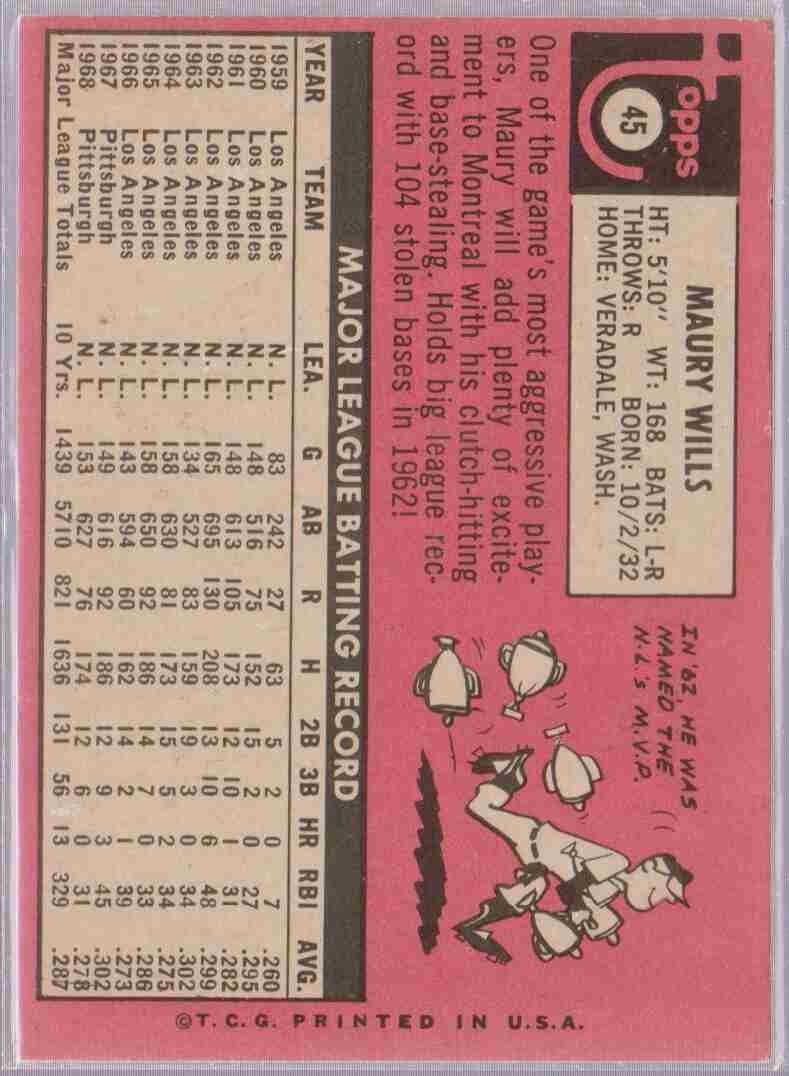 Topps
45
MAURY WILLS
HT: 5'10" WT: 168 BATS: L-R
THROWS: R BORN: 10/2/32
HOME: VERADALE, WASH.
One of the game's most aggressive play-
ers, Maury will add plenty of excite-
ment to Montreal with his clutch-hitting
and base-stealing. Holds big league rec-
ord with 104 stolen bases in 1962!
IN '62, HE WAS
NAMED THE
N.L.'s M.V.P.
MAJOR LEAGUE BATTING RECORD
YEAR TEAM LEA. G AB R H 2B 3B HR RBI AVG.
1959 Los Angeles N. L. 83 242 27 63 5 2 0 7 .260
1960 Los Angeles N. L. 148 516 75 152 15 2 0 27 .295
1961 Los Angeles N. L. 148 613 105 173 12 10 1 31 .282
1962 Los Angeles N. L. 165 695 130 208 13 10 6 48 .299
1963 Los Angeles N. L. 134 527 83 159 19 3 0 34 .302
1964 Los Angeles N. L. 158 630 81 173 15 5 2 34 .275
1965 Los Angeles N. L. 158 650 92 186 14 7 0 33 .286
1966 Los Angeles N. L. 143 594 60 162 14 2 1 39 .273
1967 Pittsburgh N. L. 149 616 92 186 12 9 3 45 .302
1968 Pittsburgh N. L. 153 627 76 174 12 6 0 31 .278
Major League Totals 10 Yrs. 1439 5710 821 1636 131 56 13 329 .287
©T.C.G. PRINTED IN U.S.A.